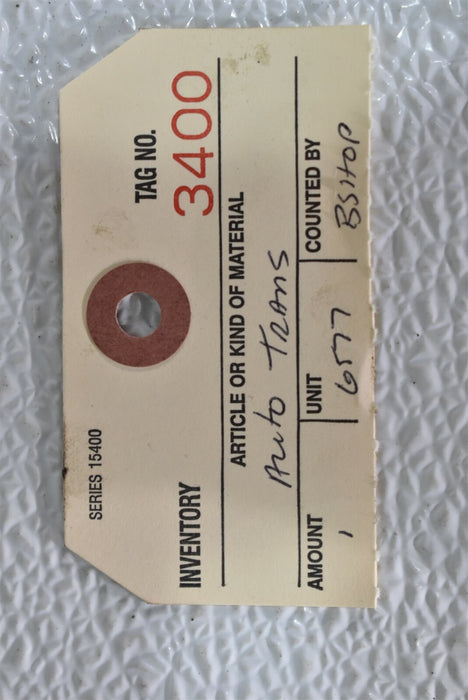 SERIES 15400
INVENTORY TAG NO. 3400
ARTICLE OR KIND OF MATERIAL
Auto TRANS
AMOUNT UNIT COUNTED BY
1 6577 BSHOP